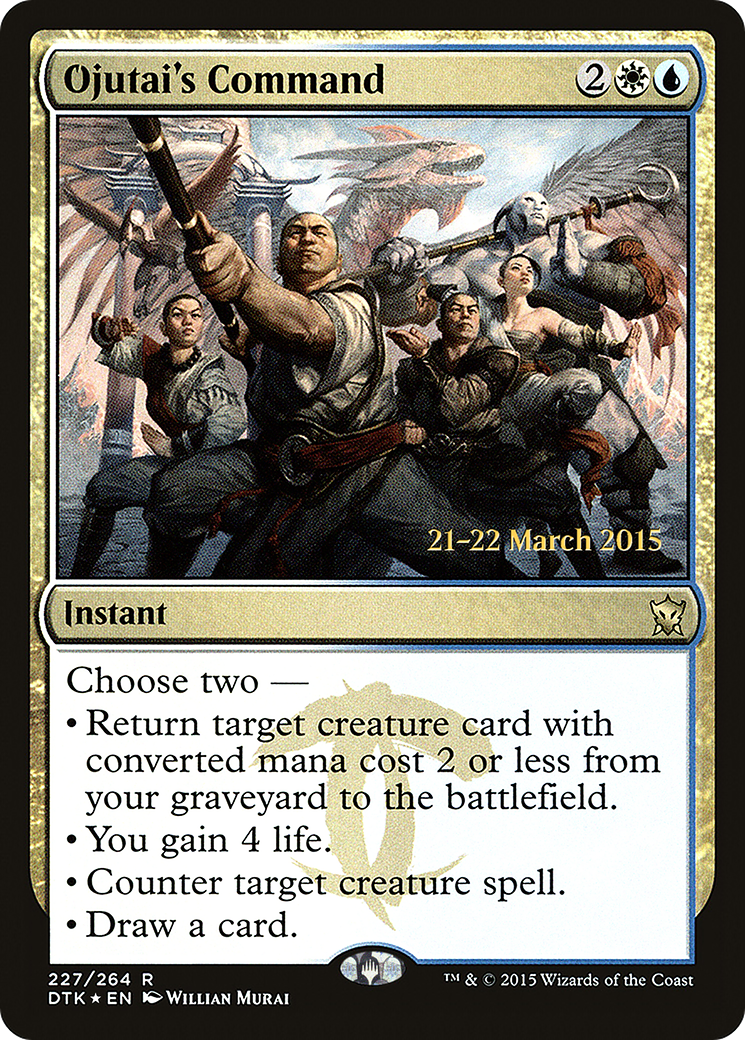 Ojutai's Command 2
21–22 March 2015
Instant
Choose two —
• Return target creature card with
converted mana cost 2 or less from
your graveyard to the battlefield.
• You gain 4 life.
• Counter target creature spell.
• Draw a card.
227/264 R
™ & © 2015 Wizards of the Coast
DTK ★ EN Willian Murai